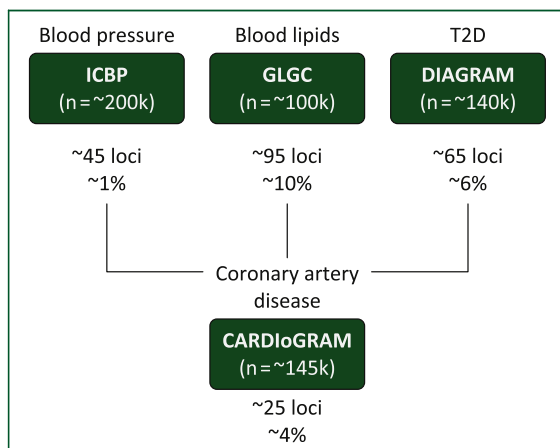 Blood pressure
Blood lipids
T2D
ICBP
(n=~200k)
GLGC
(n=~100k)
DIAGRAM
(n=~140k)
~45 loci
~1%
~95 loci
~10%
~65 loci
~6%
Coronary artery
disease
CARDIoGRAM
(n=~145k)
~25 loci
~4%